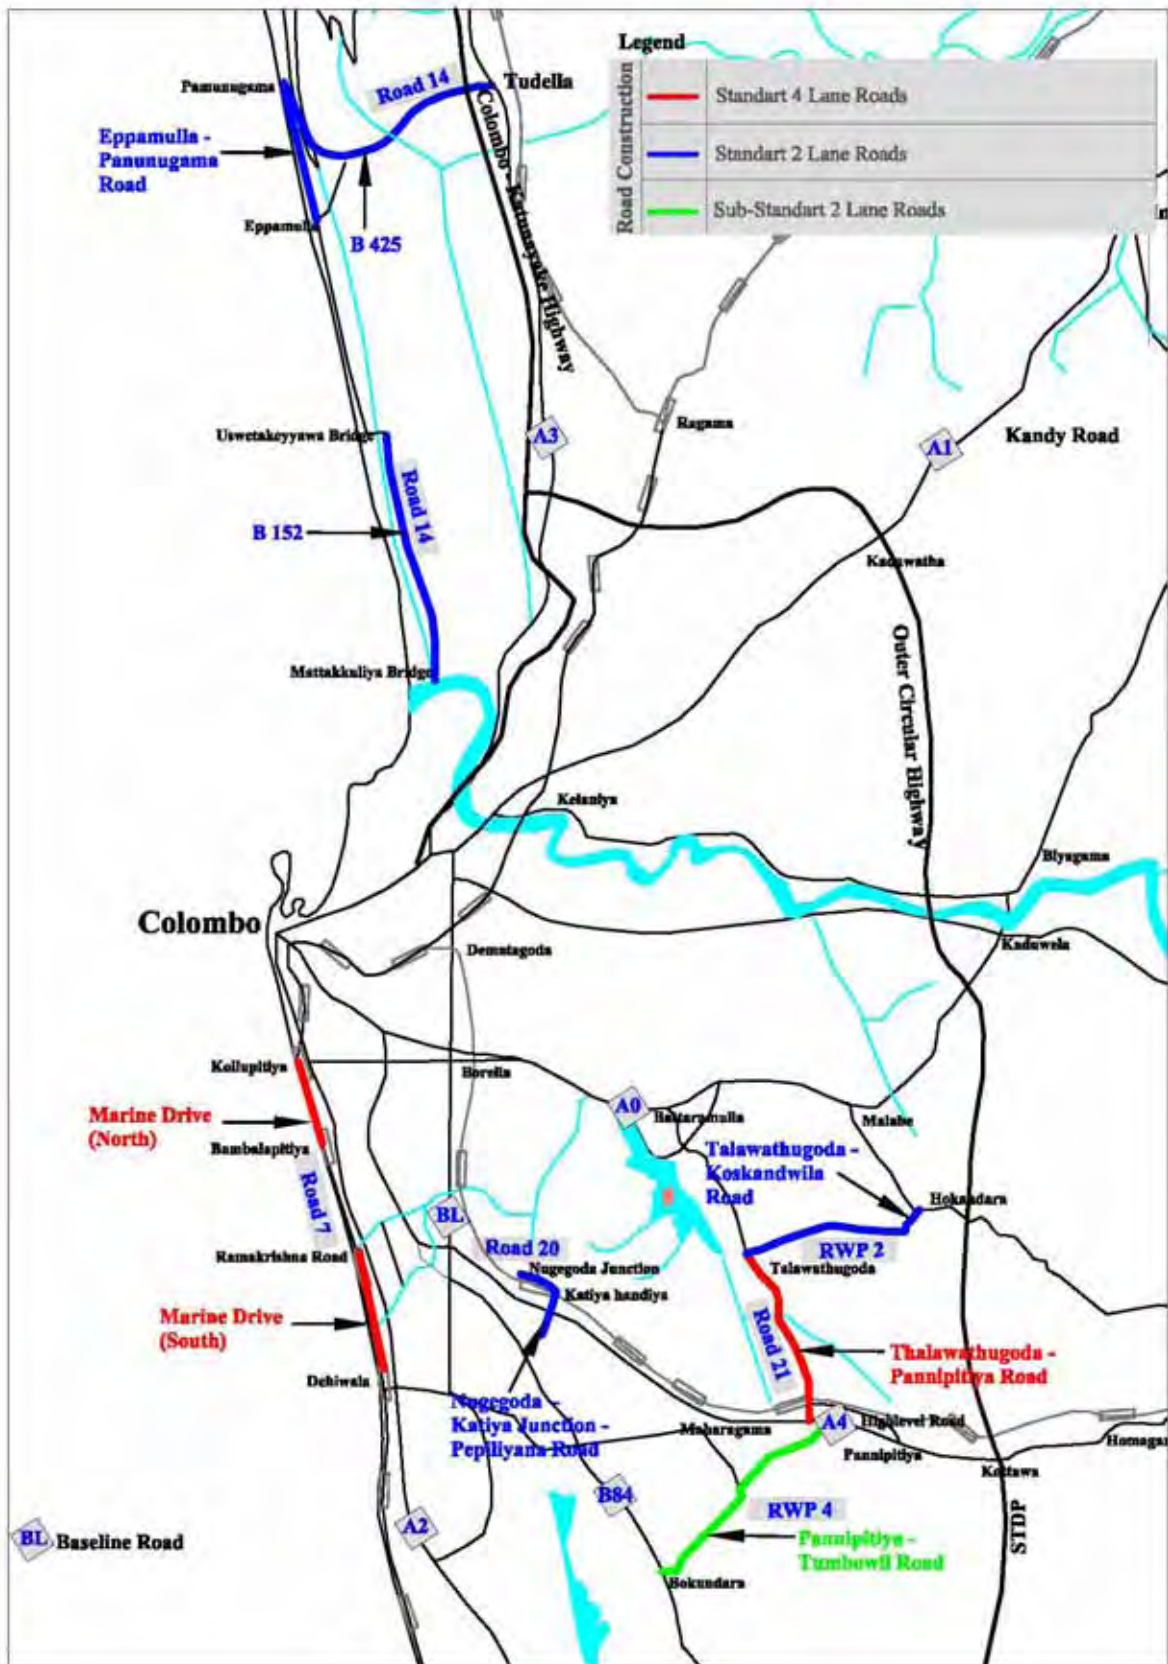 Legend
Road Construction
Standart 4 Lane Roads
Standart 2 Lane Roads
Sub-Standart 2 Lane Roads
Pamunugama
Road 14
Tudella
Eppamulla -
Panunugama
Road
Eppamulla
B 425
Colombo - Katunayake Highway
Uswetakeyyawa Bridge
A3
Ragama
A1
Kandy Road
Road 14
B 152
Kadawatha
Mattakkuliya Bridge
Outer Circular Highway
Kelaniya
Biyagama
Colombo
Dematagoda
Kaduwela
Kollupitiya
Borella
A0
Battaramulla
Malabe
Marine Drive
(North)
Bambalapitiya
Talawathugoda -
Koskandwila
Road
Hokandara
Road 7
BL
Ramakrishna Road
Road 20
RWP 2
Nugegoda Junction
Talawathugoda
Katiya handiya
Marine Drive
(South)
Road 21
Thalawathugoda -
Pannipitiya Road
Dehiwala
Nugegoda -
Katiya Junction -
Pepiliyana Road
Maharagama
A4
Highlevel Road
Pannipitiya
Homagam
Kottawa
B84
RWP 4
A2
STDP
Pannipitiya -
Tumbowil Road
BL
Baseline Road
Bokundara